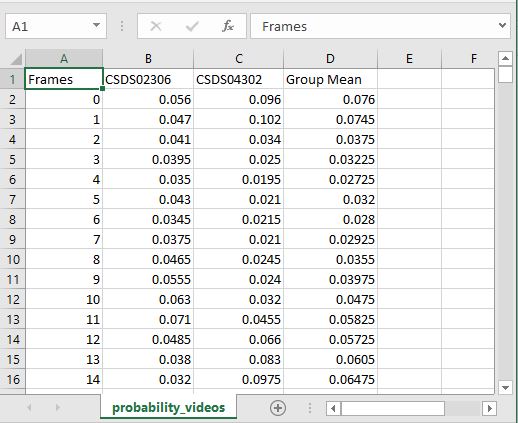 A1 fx Frames
A B C D E F
1 Frames CSDS02306 CSDS04302 Group Mean
2 0 0.056 0.096 0.076
3 1 0.047 0.102 0.0745
4 2 0.041 0.034 0.0375
5 3 0.0395 0.025 0.03225
6 4 0.035 0.0195 0.02725
7 5 0.043 0.021 0.032
8 6 0.0345 0.0215 0.028
9 7 0.0375 0.021 0.02925
10 8 0.0465 0.0245 0.0355
11 9 0.0555 0.024 0.03975
12 10 0.063 0.032 0.0475
13 11 0.071 0.0455 0.05825
14 12 0.0485 0.066 0.05725
15 13 0.038 0.083 0.0605
16 14 0.032 0.0975 0.06475
probability_videos